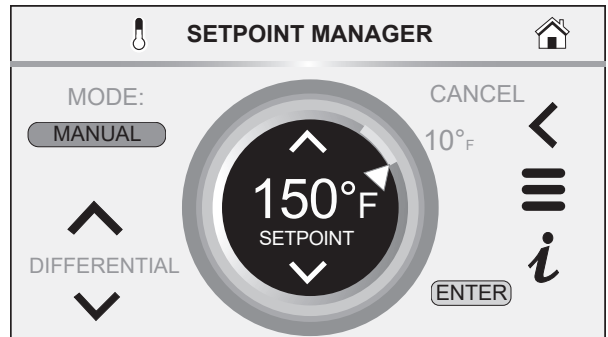 SETPOINT MANAGER
MODE:
MANUAL
CANCEL
10°F
150°F
SETPOINT
DIFFERENTIAL
i
ENTER